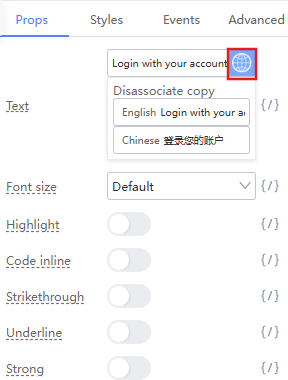 Props Styles Events Advanced
Login with your account
Disassociate copy
Text {/}
English Login with your a
Chinese 登录您的账户
Font size Default {/}
Highlight {/}
Code inline {/}
Strikethrough {/}
Underline {/}
Strong {/}